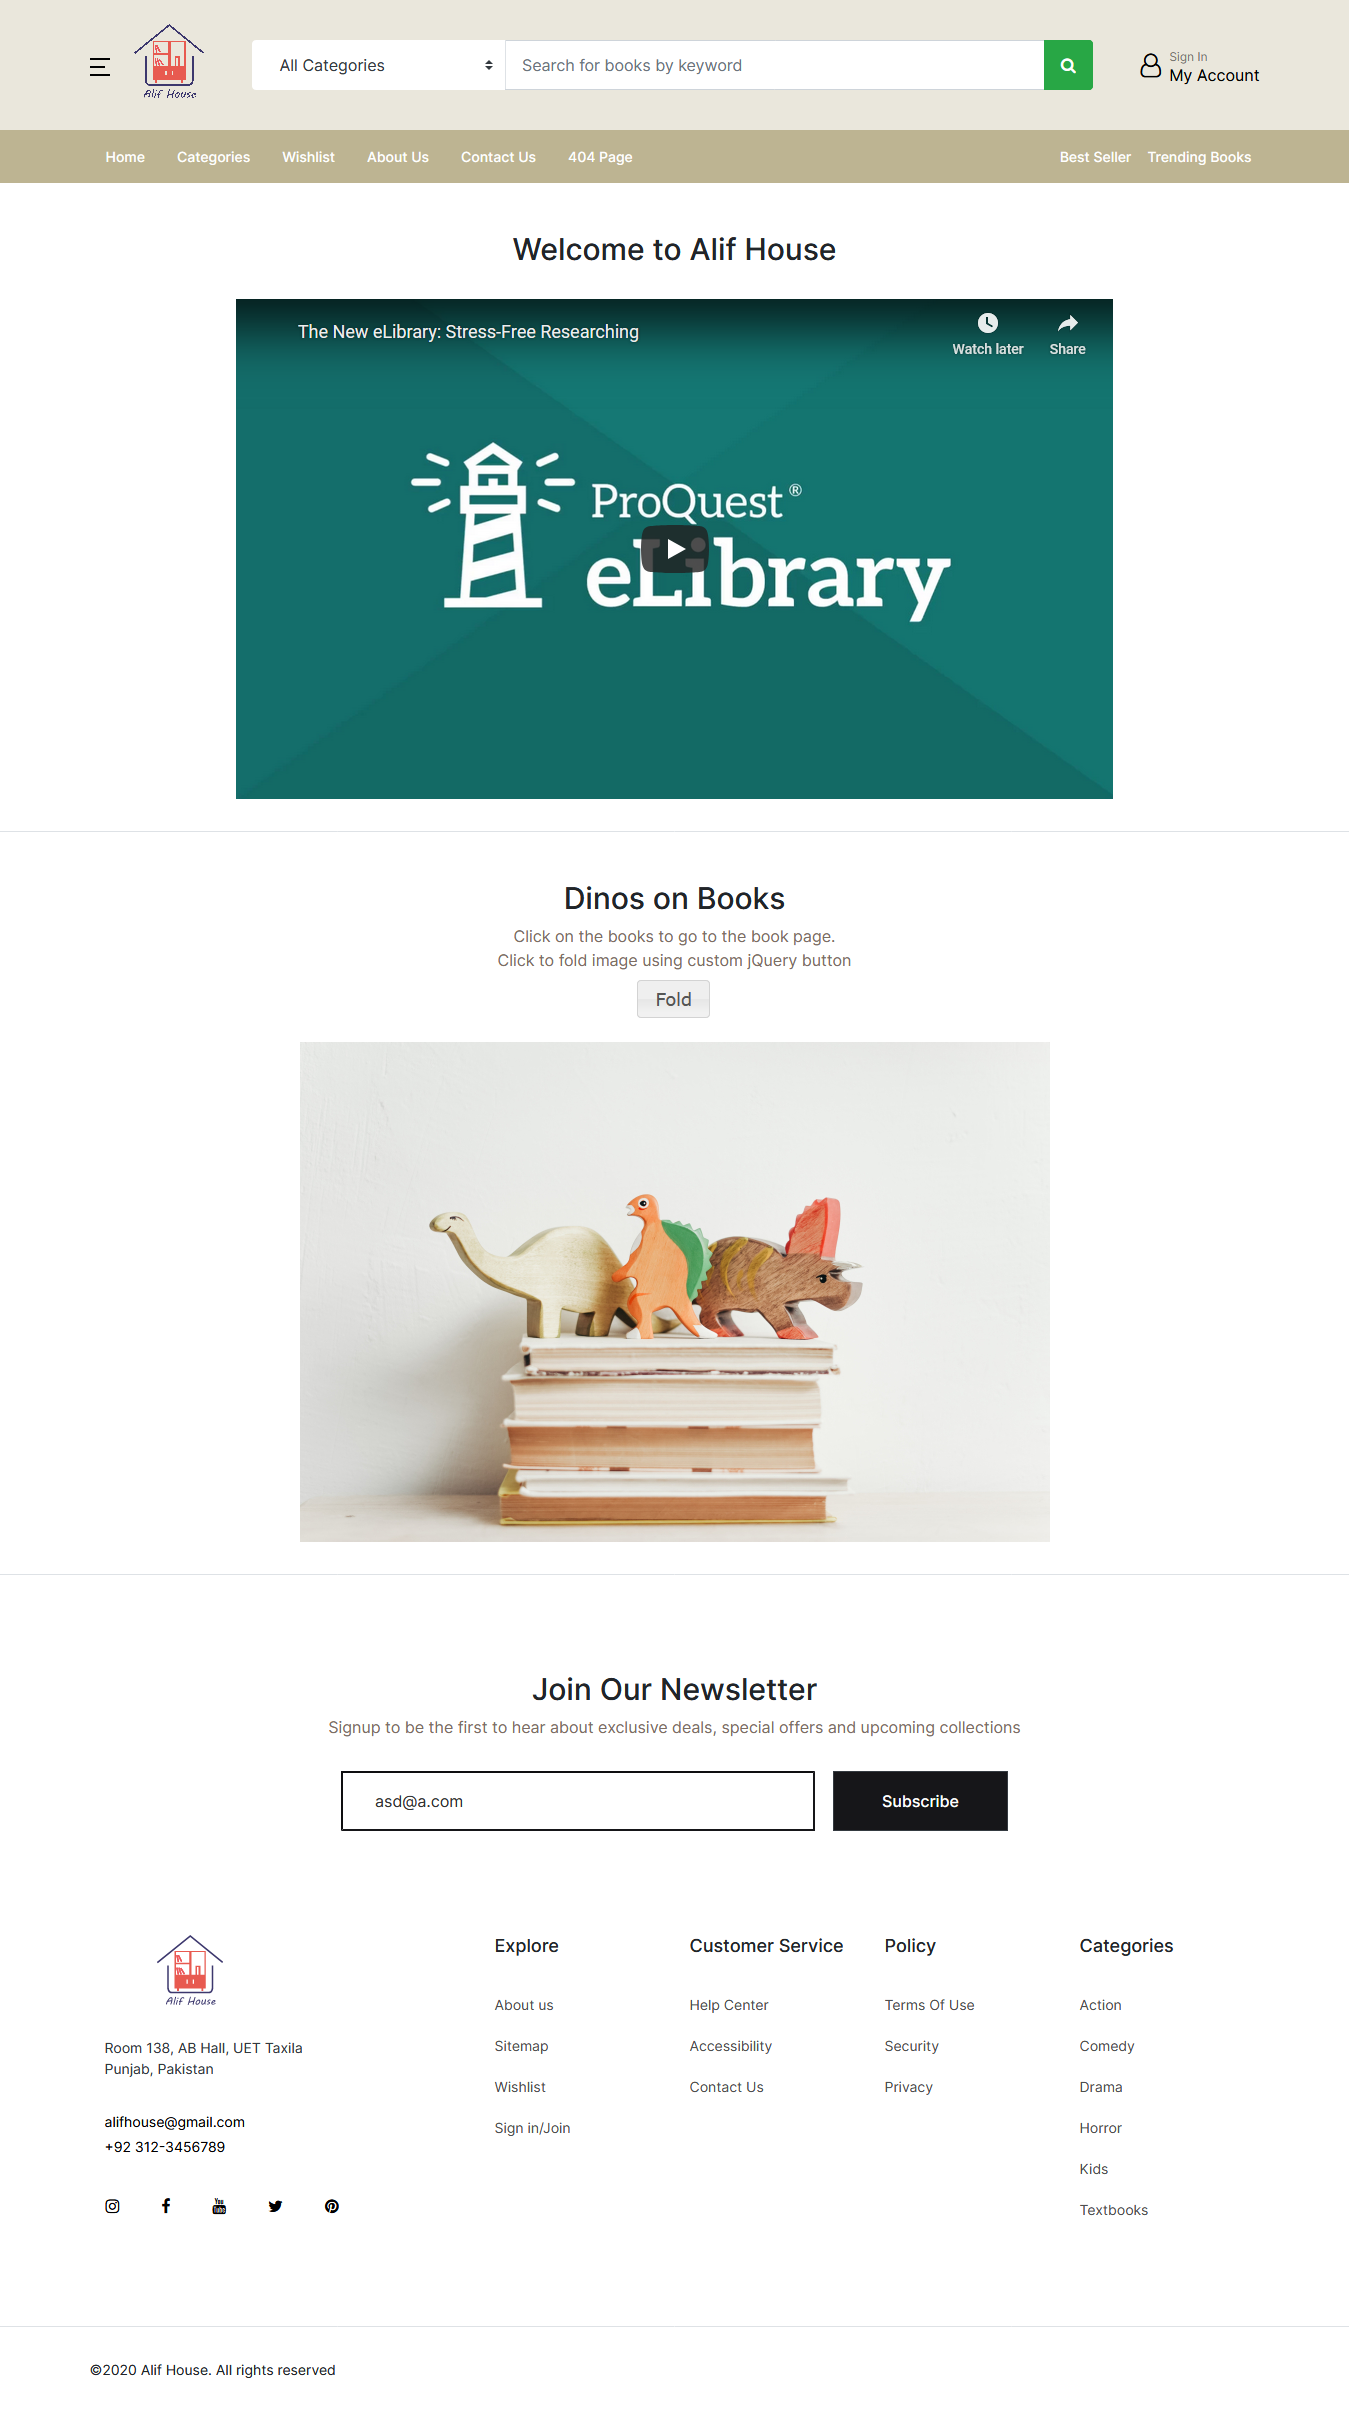 Alif House
All Categories
Search for books by keyword
Sign In
My Account
Home
Categories
Wishlist
About Us
Contact Us
404 Page
Best Seller
Trending Books
Welcome to Alif House
The New eLibrary: Stress-Free Researching
Watch later
Share
ProQuest®
eLibrary
Dinos on Books
Click on the books to go to the book page.
Click to fold image using custom jQuery button
Fold
Join Our Newsletter
Signup to be the first to hear about exclusive deals, special offers and upcoming collections
asd@a.com
Subscribe
Alif House
Room 138, AB Hall, UET Taxila
Punjab, Pakistan
alifhouse@gmail.com
+92 312-3456789
Explore
About us
Sitemap
Wishlist
Sign in/Join
Customer Service
Help Center
Accessibility
Contact Us
Policy
Terms Of Use
Security
Privacy
Categories
Action
Comedy
Drama
Horror
Kids
Textbooks
©2020 Alif House. All rights reserved